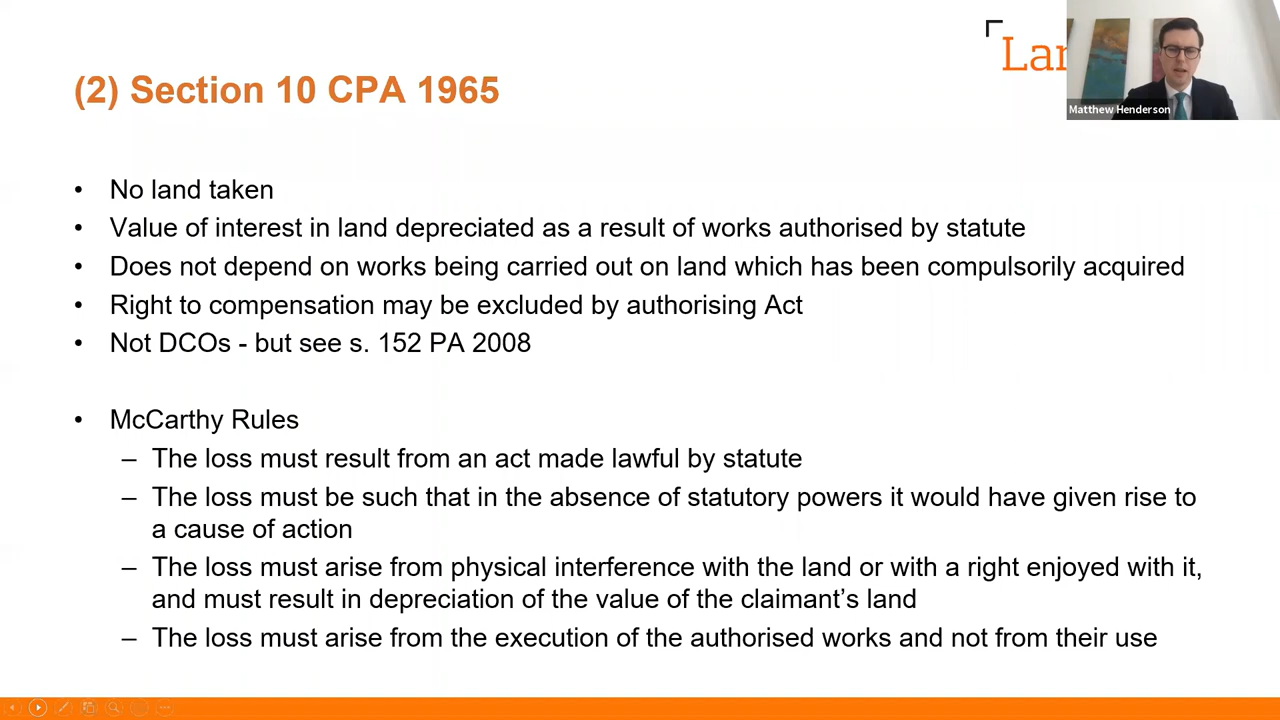 Lan
Matthew Henderson
(2) Section 10 CPA 1965
• No land taken
• Value of interest in land depreciated as a result of works authorised by statute
• Does not depend on works being carried out on land which has been compulsorily acquired
• Right to compensation may be excluded by authorising Act
• Not DCOs - but see s. 152 PA 2008
• McCarthy Rules
– The loss must result from an act made lawful by statute
– The loss must be such that in the absence of statutory powers it would have given rise to
a cause of action
– The loss must arise from physical interference with the land or with a right enjoyed with it,
and must result in depreciation of the value of the claimant’s land
– The loss must arise from the execution of the authorised works and not from their use